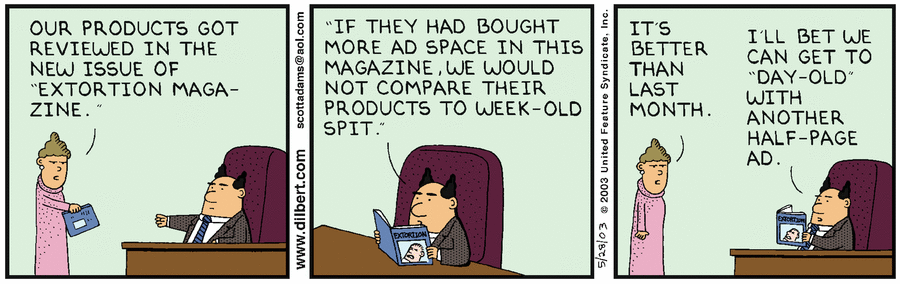 OUR PRODUCTS GOT
REVIEWED IN THE
NEW ISSUE OF
"EXTORTION MAGA-
ZINE."
scottadams@aol.com
www.dilbert.com
"IF THEY HAD BOUGHT
MORE AD SPACE IN THIS
MAGAZINE, WE WOULD
NOT COMPARE THEIR
PRODUCTS TO WEEK-OLD
SPIT."
EXTORTION
5/28/03 © 2003 United Feature Syndicate, Inc.
IT'S
BETTER
THAN
LAST
MONTH.
I'LL BET WE
CAN GET TO
"DAY-OLD"
WITH
ANOTHER
HALF-PAGE
AD.
EXTORTION